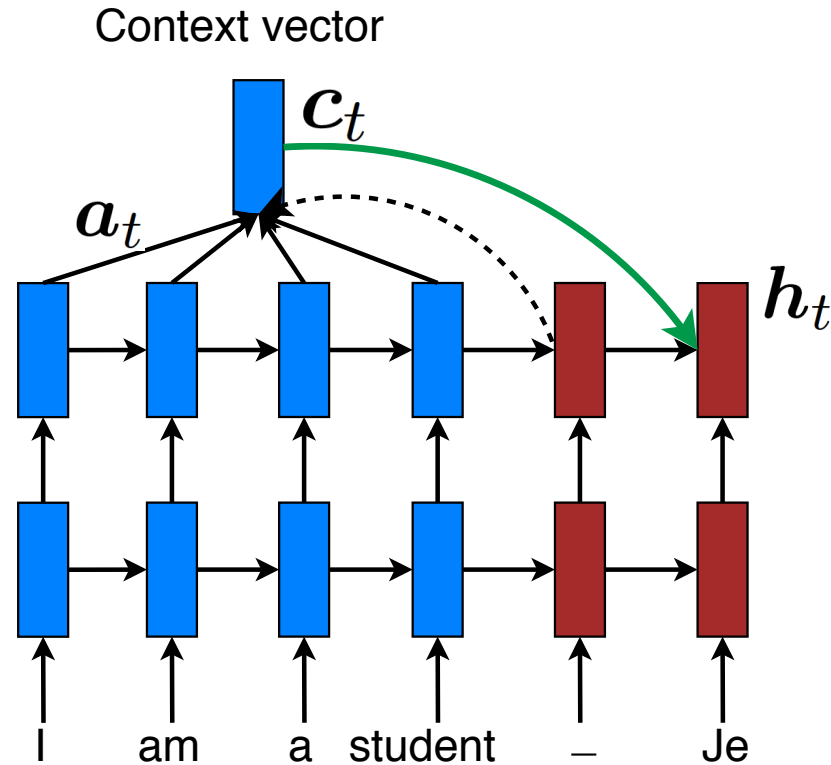 Context vector
c_t
a_t
h_t
I am a student _ Je